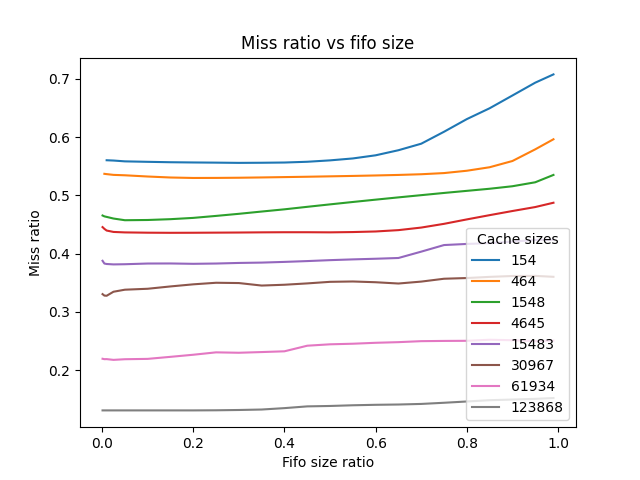 Miss ratio vs fifo size
Miss ratio
0.7
0.6
0.5
0.4
0.3
0.2
Cache sizes
154
464
1548
4645
15483
30967
61934
123868
0.0 0.2 0.4 0.6 0.8 1.0
Fifo size ratio